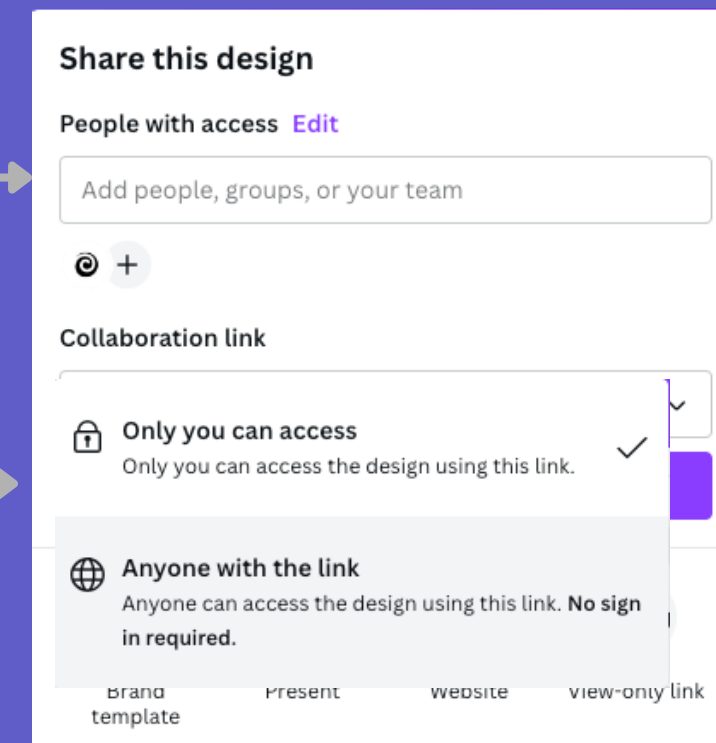 Share this design
People with access Edit
Add people, groups, or your team
Collaboration link
Only you can access
Only you can access the design using this link.
Anyone with the link
Anyone can access the design using this link. No sign
in required.
Brand Present Website View-only link
template